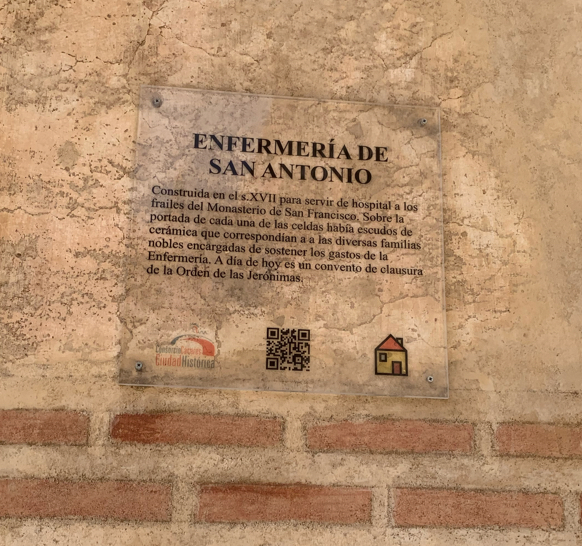 ENFERMERÍA DE
SAN ANTONIO
Construida en el s.XVII para servir de hospital a los
frailes del Monasterio de San Francisco. Sobre la
portada de cada una de las celdas había escudos de
cerámica que correspondían a a las diversas familias
nobles encargadas de sostener los gastos de la
Enfermería. A día de hoy es un convento de clausura
de la Orden de las Jerónimas.
CiudadHistórica